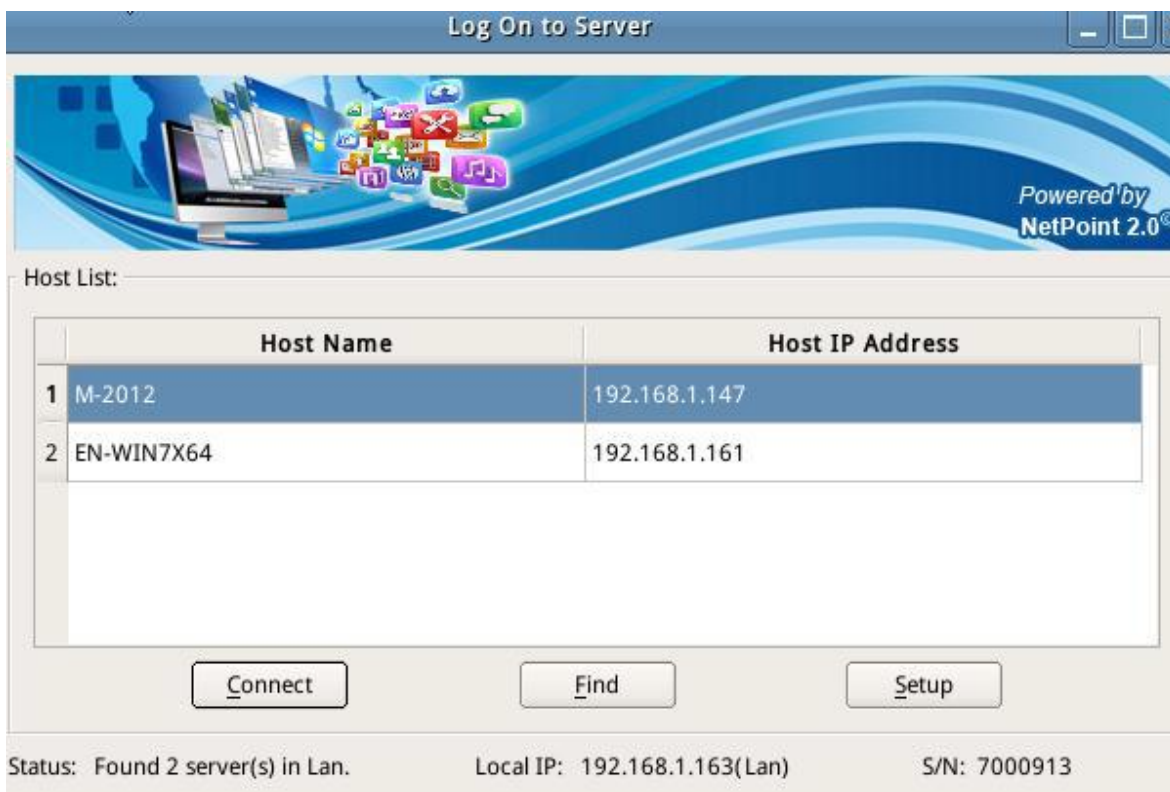 Log On to Server
Powered by
NetPoint 2.0©
Host List:
Host Name Host IP Address
1 M-2012 192.168.1.147
2 EN-WIN7X64 192.168.1.161
Connect Find Setup
Status: Found 2 server(s) in Lan. Local IP: 192.168.1.163(Lan) S/N: 7000913